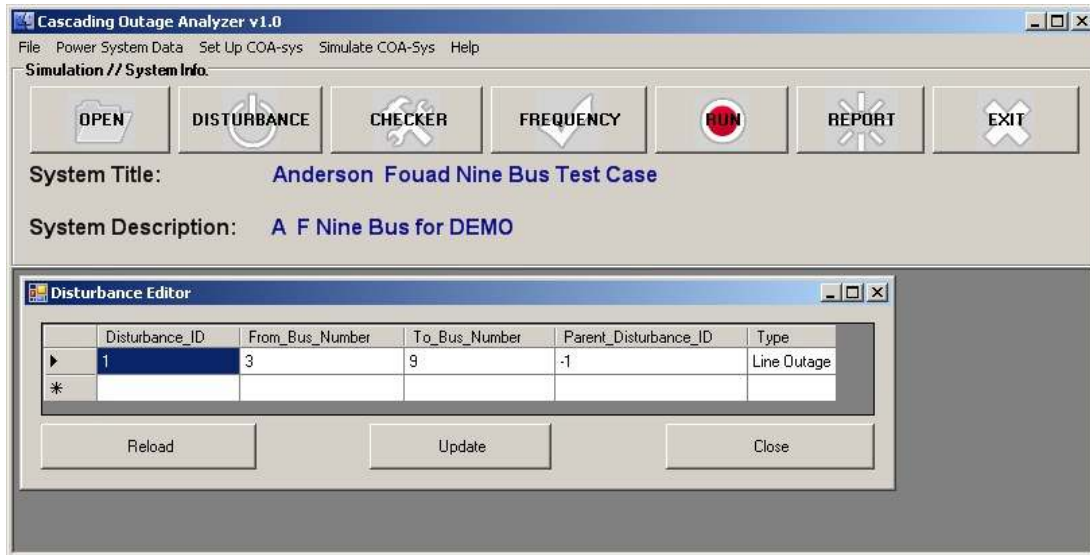 Cascading Outage Analyzer v1.0
File Power System Data Set Up COA-sys Simulate COA-Sys Help
Simulation // System Info.
OPEN DISTURBANCE CHECKER FREQUENCY RUN REPORT EXIT
System Title: Anderson Fouad Nine Bus Test Case
System Description: A F Nine Bus for DEMO
Disturbance Editor
Disturbance_ID From_Bus_Number To_Bus_Number Parent_Disturbance_ID Type
1 3 9 -1 Line Outage
Reload Update Close